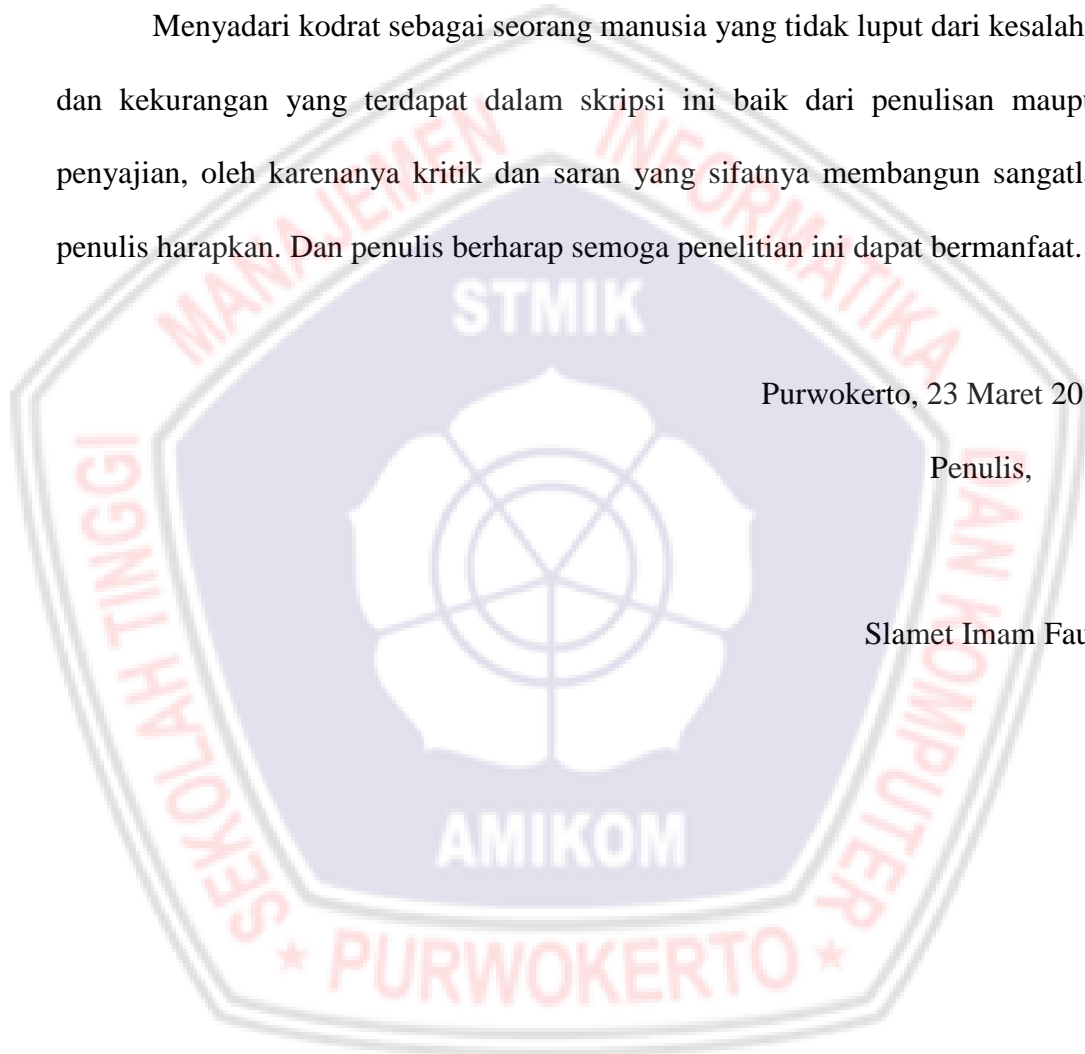 Menyadari kodrat sebagai seorang manusia yang tidak luput dari kesalah
dan kekurangan yang terdapat dalam skripsi ini baik dari penulisan maupu
penyajian, oleh karenanya kritik dan saran yang sifatnya membangun sangatla
penulis harapkan. Dan penulis berharap semoga penelitian ini dapat bermanfaat.
Purwokerto, 23 Maret 20
Penulis,
Slamet Imam Fau
SEKOLAH TINGGI MANAJEMEN INFORMATIKA DAN KOMPUTER
STMIK
AMIKOM
* PURWOKERTO *